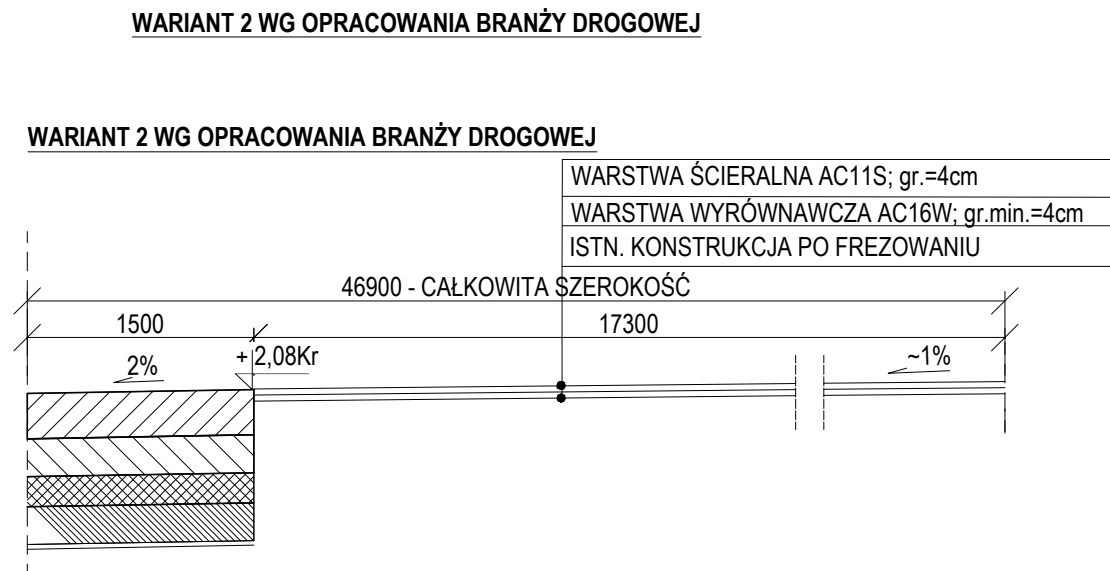 WARIANT 2 WG OPRACOWANIA BRANŻY DROGOWEJ
WARIANT 2 WG OPRACOWANIA BRANŻY DROGOWEJ
WARSTWA ŚCIERALNA AC11S; gr.=4cm
WARSTWA WYRÓWNAWCZA AC16W; gr.min.=4cm
ISTN. KONSTRUKCJA PO FREZOWANIU
46900 - CAŁKOWITA SZEROKOŚĆ
1500
17300
2%
+ 2,08Kr
~1%